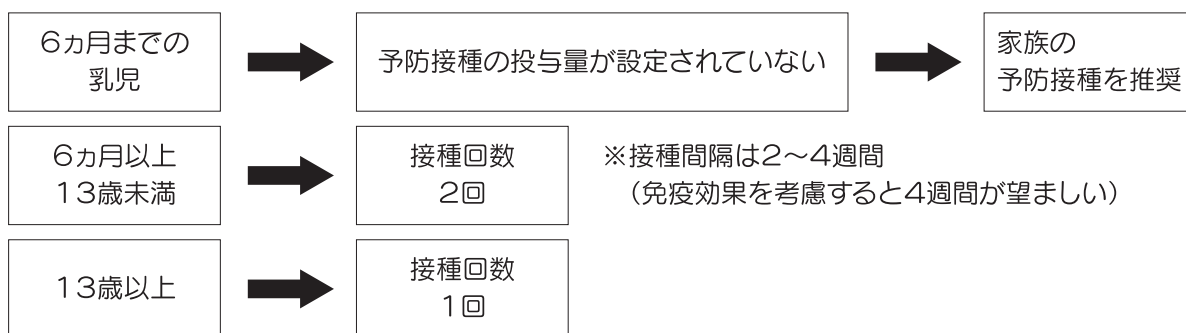 6ヵ月までの
乳児
予防接種の投与量が設定されていない
家族の
予防接種を推奨
6ヵ月以上
13歳未満
接種回数
2回
※接種間隔は2〜4週間
（免疫効果を考慮すると4週間が望ましい）
13歳以上
接種回数
1回